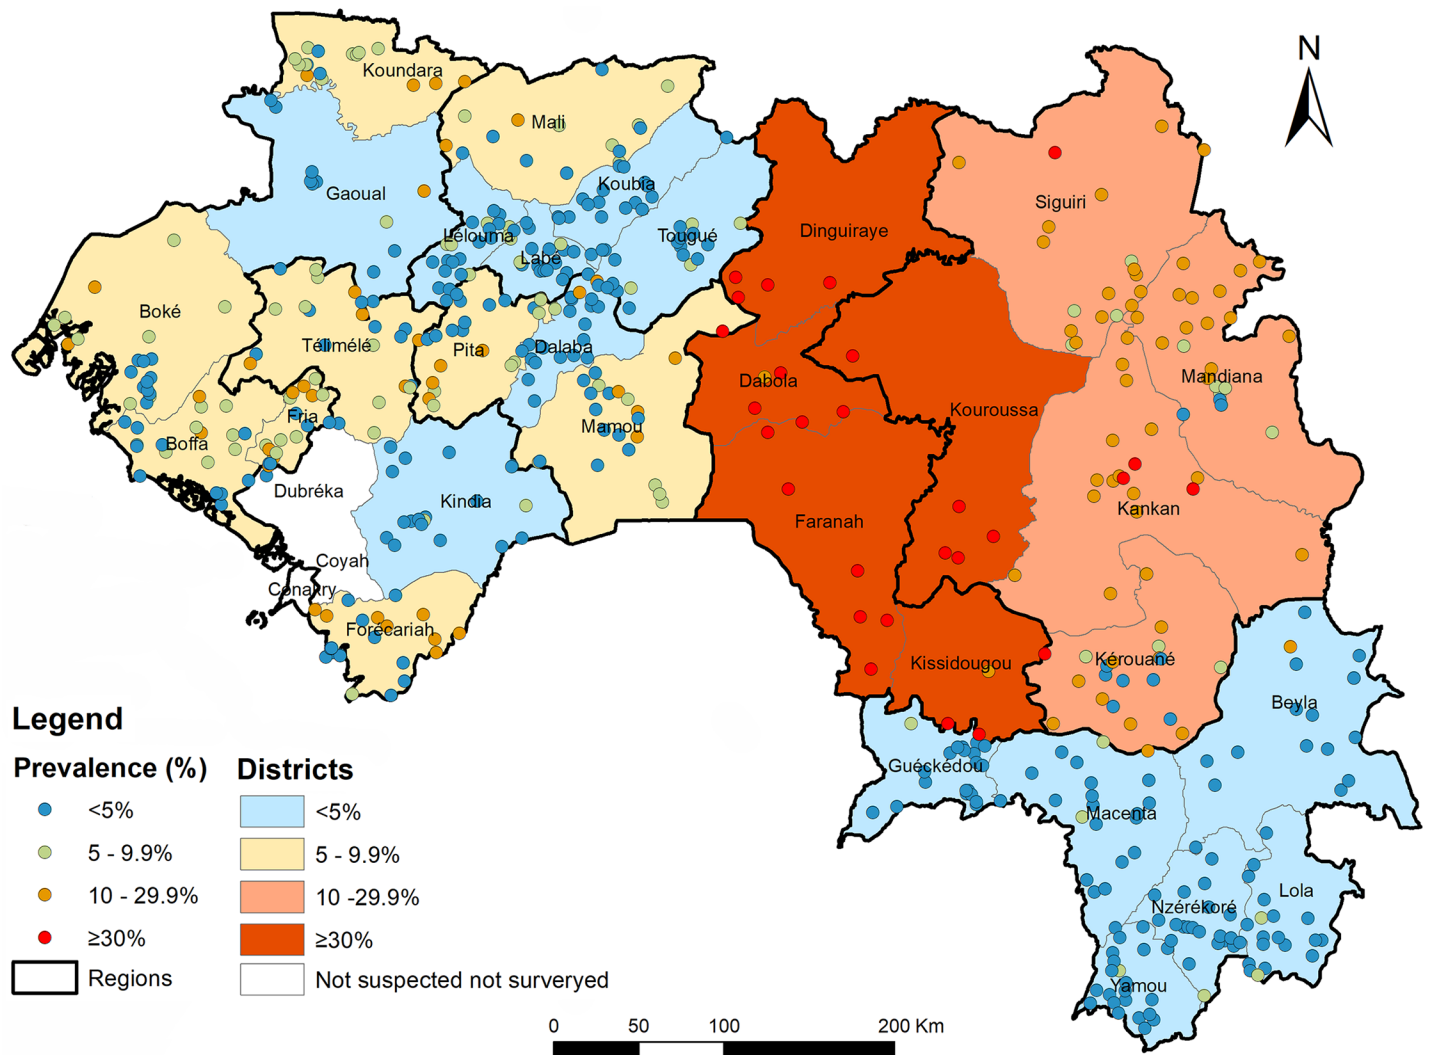 N
Koundara
Mali
Koubia
Gaoual
Siguiri
Dinguiraye
Lélouma
Tougué
Labé
Boké
Télimélé
Pita
Dalaba
Dabola
Mandiana
Kouroussa
Fria
Mamou
Boffa
Dubréka
Kindia
Kankan
Faranah
Coyah
Conakry
Forécariah
Kissidougou
Kérouané
Beyla
Guéckédou
Macenta
Lola
Nzérékoré
Yamou
Legend
Prevalence (%)
<5%
5 - 9.9%
10 - 29.9%
≥30%
Regions
Districts
<5%
5 - 9.9%
10 -29.9%
≥30%
Not suspected not surveryed
0 50 100 200 Km